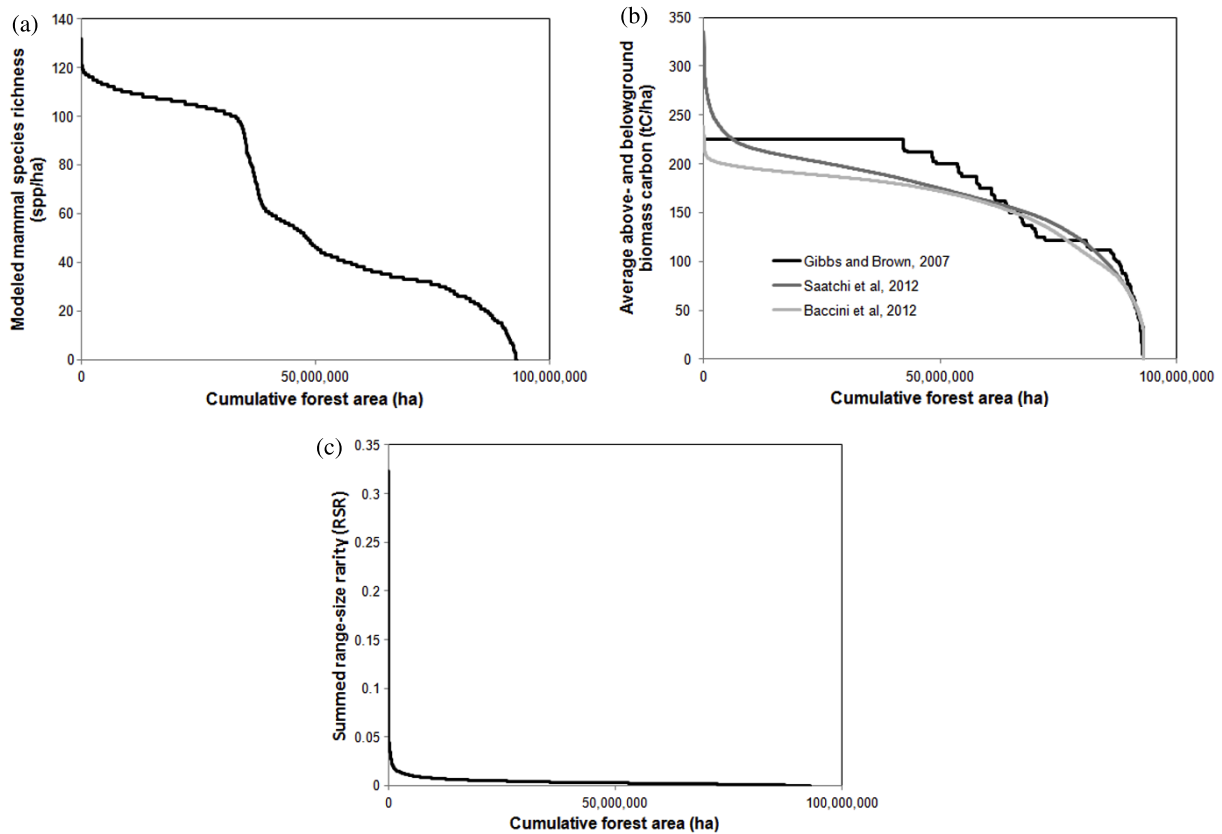 (a)
Modeled mammal species richness
(spp/ha)
140
120
100
80
60
40
20
0
0
50,000,000
100,000,000
Cumulative forest area (ha)
(b)
Average above- and belowground
biomass carbon (tC/ha)
350
300
250
200
150
100
50
0
Gibbs and Brown, 2007
Saatchi et al, 2012
Baccini et al, 2012
0
50,000,000
100,000,000
Cumulative forest area (ha)
(c)
Summed range-size rarity (RSR)
0.35
0.3
0.25
0.2
0.15
0.1
0.05
0
0
50,000,000
100,000,000
Cumulative forest area (ha)